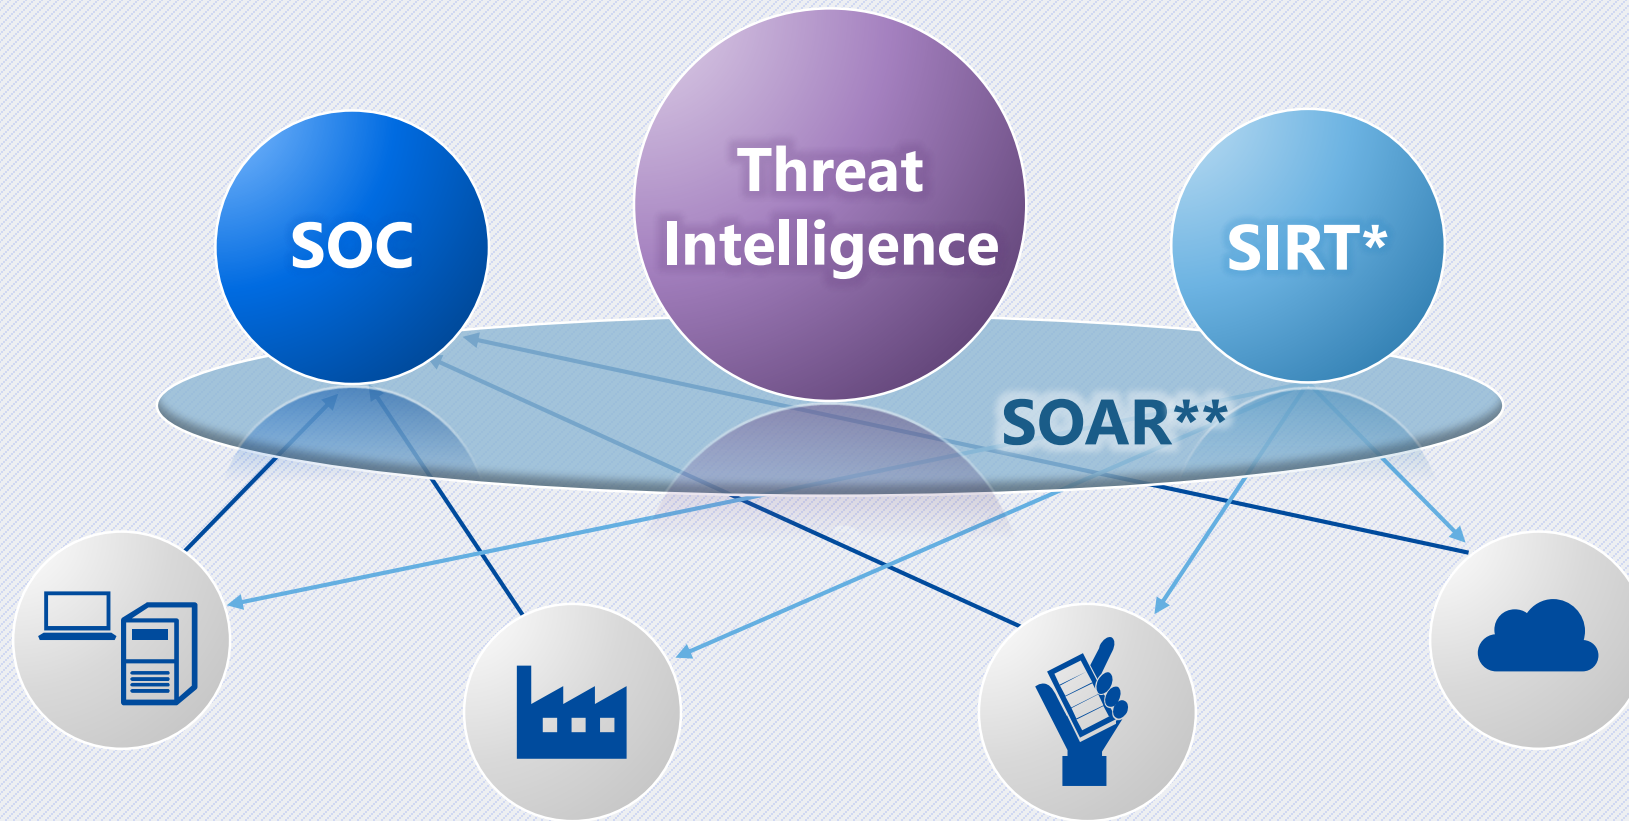 SOC
Threat
Intelligence
SIRT*
SOAR**